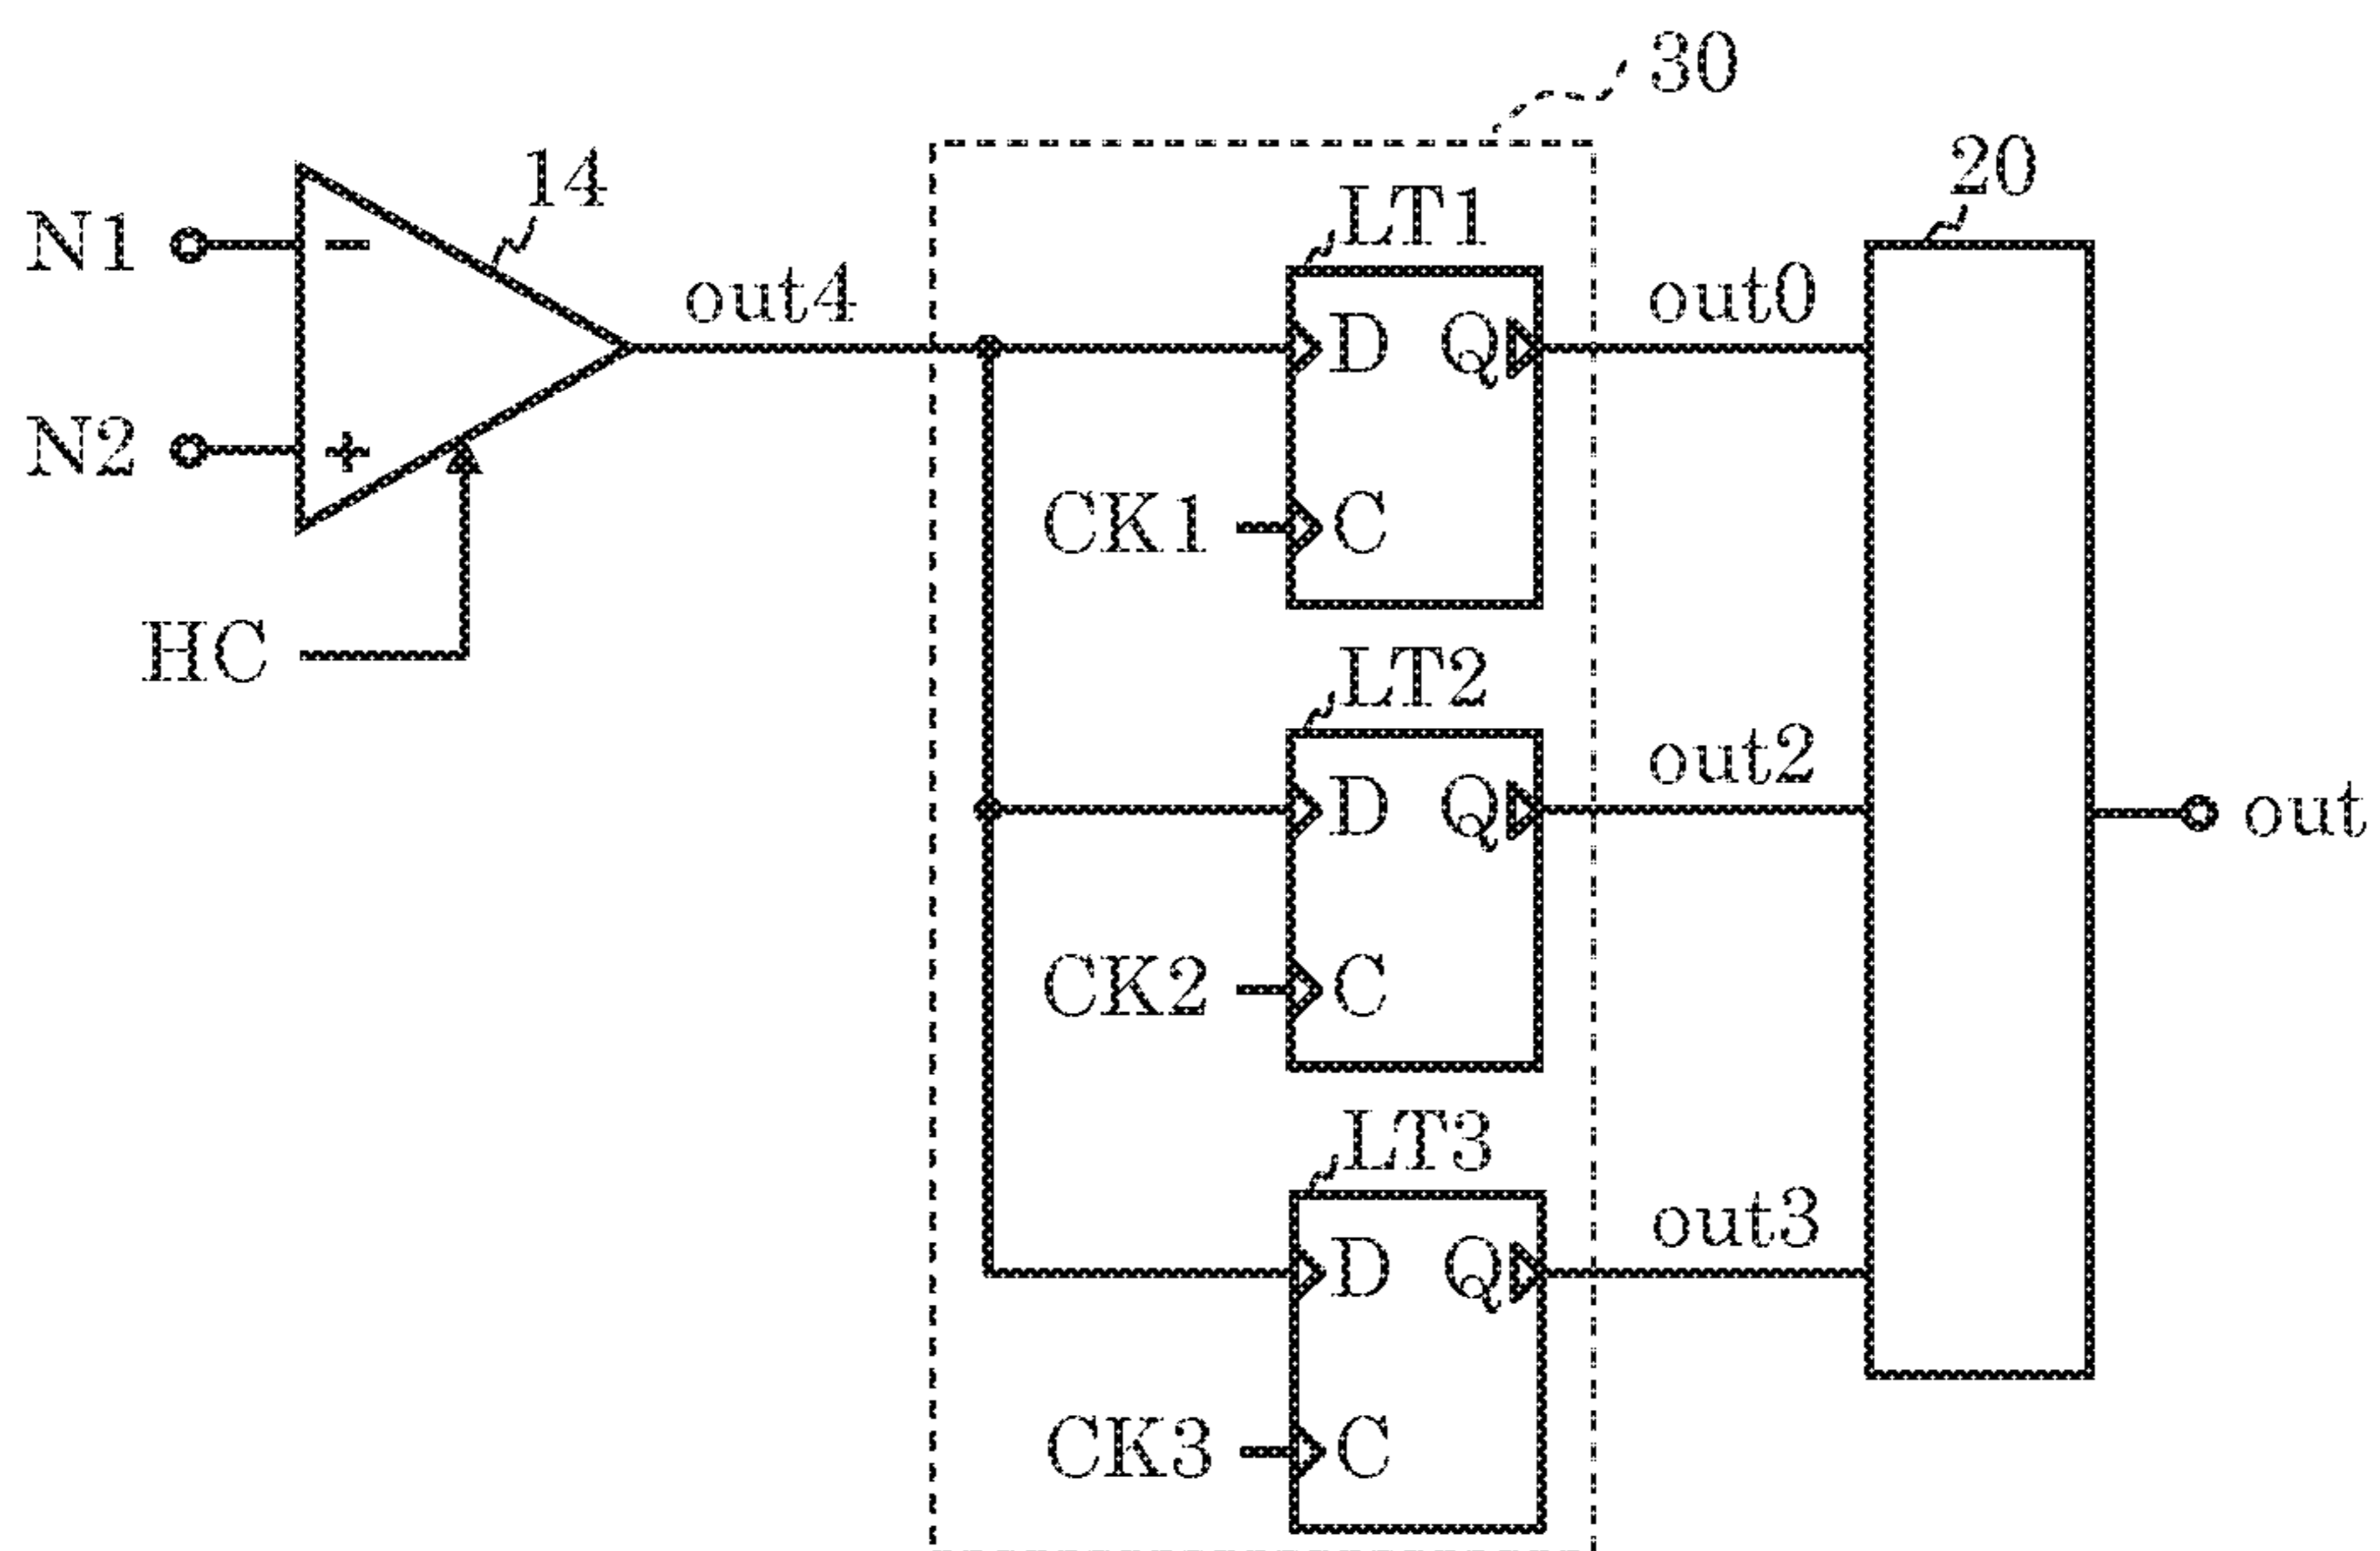 30
14
20
N1
−
LT1
out4
out0
D Q
N2
+
CK1 C
HC
LT2
out2
D Q
out
CK2 C
LT3
out3
D Q
CK3 C